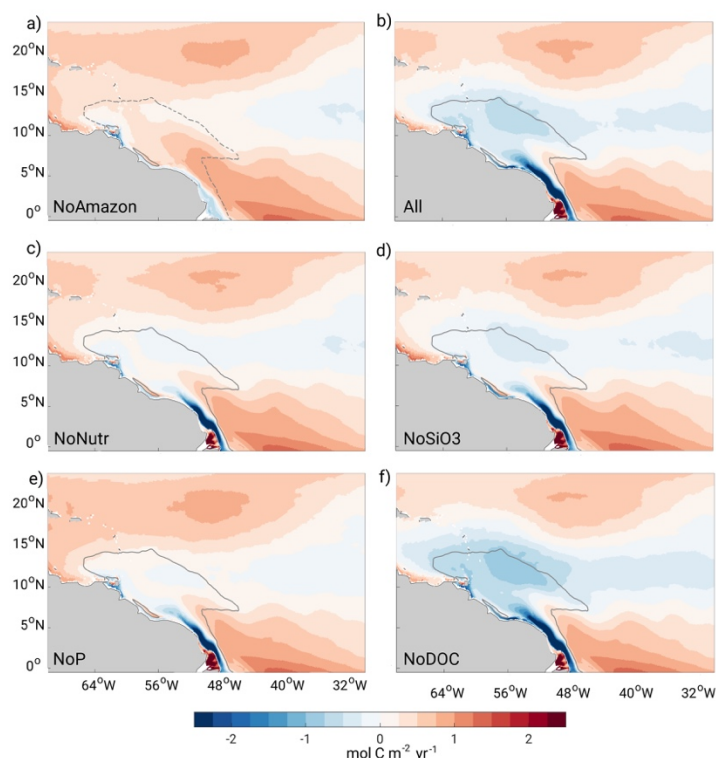 a)
b)
20°N
15°N
10°N
5°N
0°
NoAmazon
All
c)
d)
20°N
15°N
10°N
5°N
0°
NoNutr
NoSiO3
e)
f)
20°N
15°N
10°N
5°N
0°
NoP
NoDOC
64°W 56°W 48°W 40°W 32°W 64°W 56°W 48°W 40°W 32°W
-2 -1 0 1 2
mol C m⁻² yr⁻¹